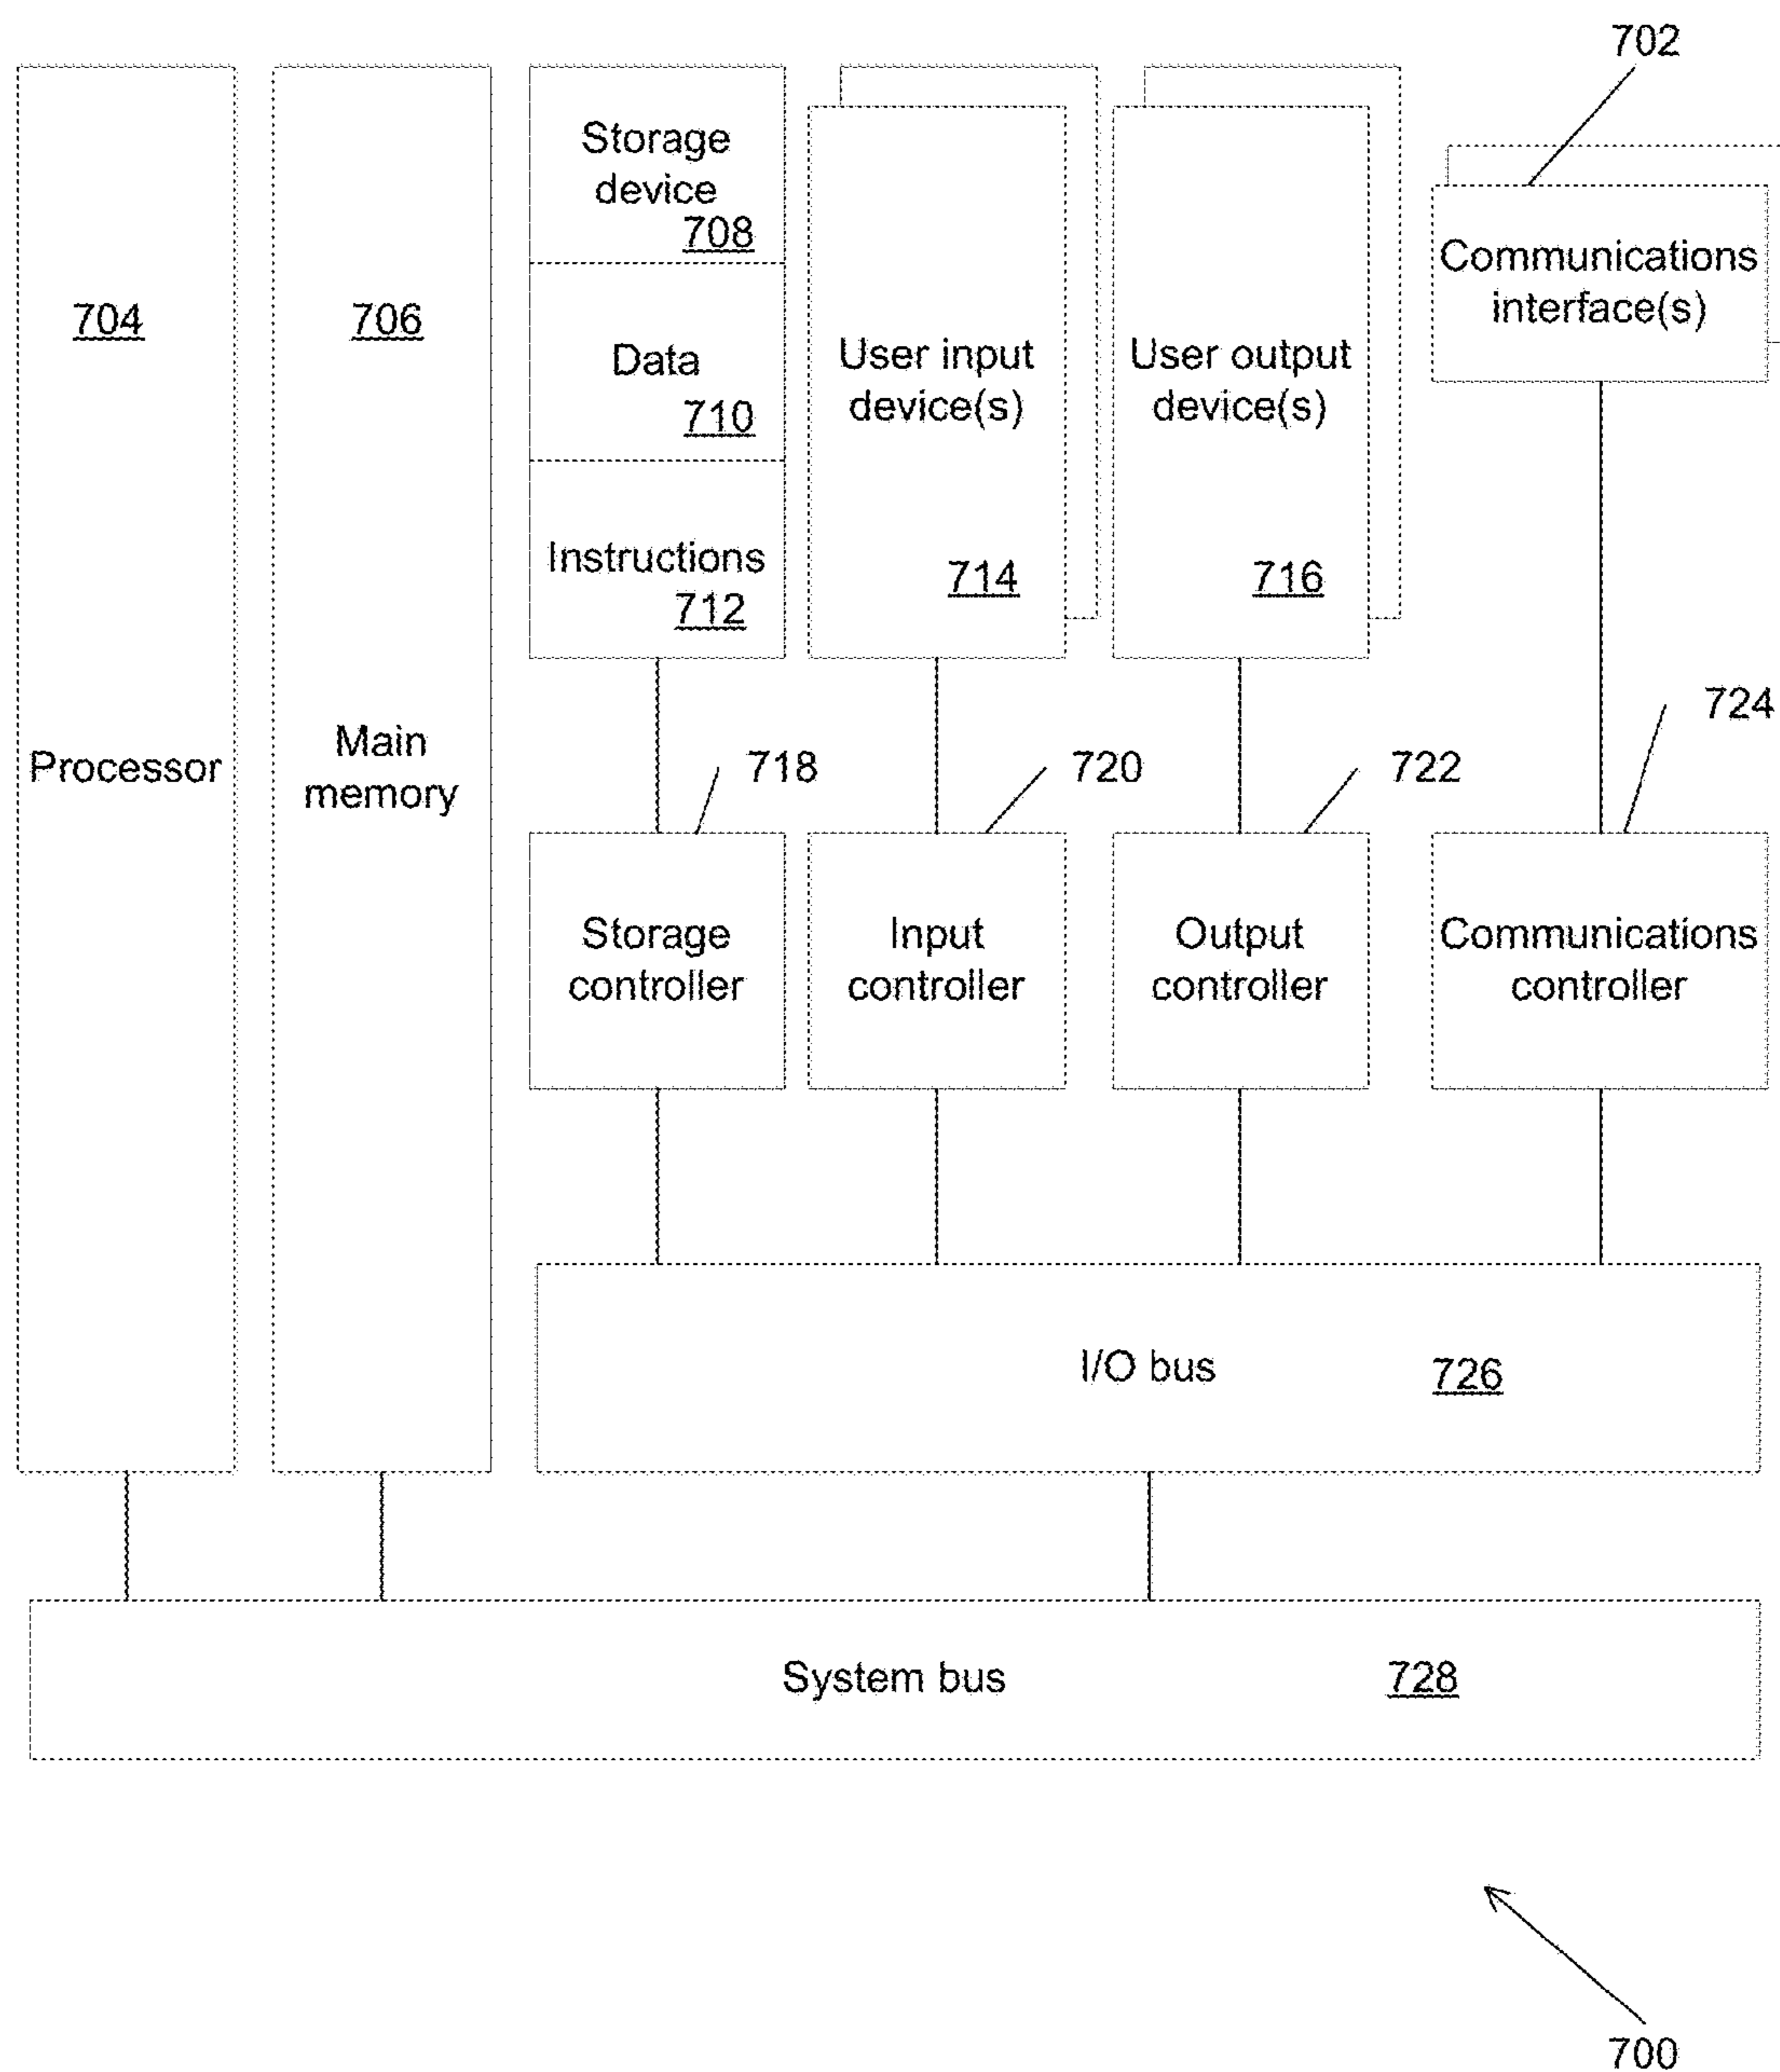 702
Storage
device
708
704
706
Communications
interface(s)
Data
710
User input
device(s)
User output
device(s)
Instructions
712
714
716
724
Processor
Main
memory
718
720
722
Storage
controller
Input
controller
Output
controller
Communications
controller
I/O bus
726
System bus
728
700